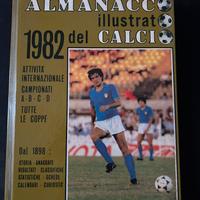 ALMANACCO
illustrato
1982 del CALCIO
ATTIVITÀ
INTERNAZIONALE
CAMPIONATI
A-B-C-D
TUTTE
LE COPPE
Dal 1898:
STORIA - ANAGRAFE
RISULTATI - CLASSIFICHE
STATISTICHE - SCHEDE
CALENDARI - CURIOSITÀ